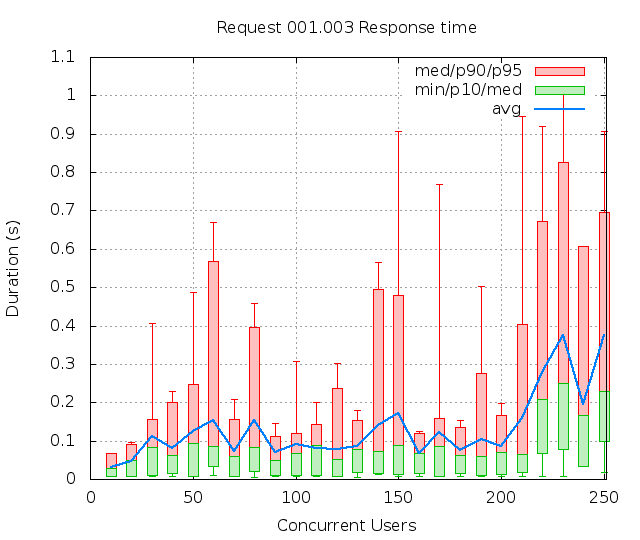 Request 001.003 Response time
1.1
1
0.9
0.8
0.7
0.6
0.5
0.4
0.3
0.2
0.1
0
med/p90/p95
min/p10/med
avg
Duration (s)
0 50 100 150 200 250
Concurrent Users